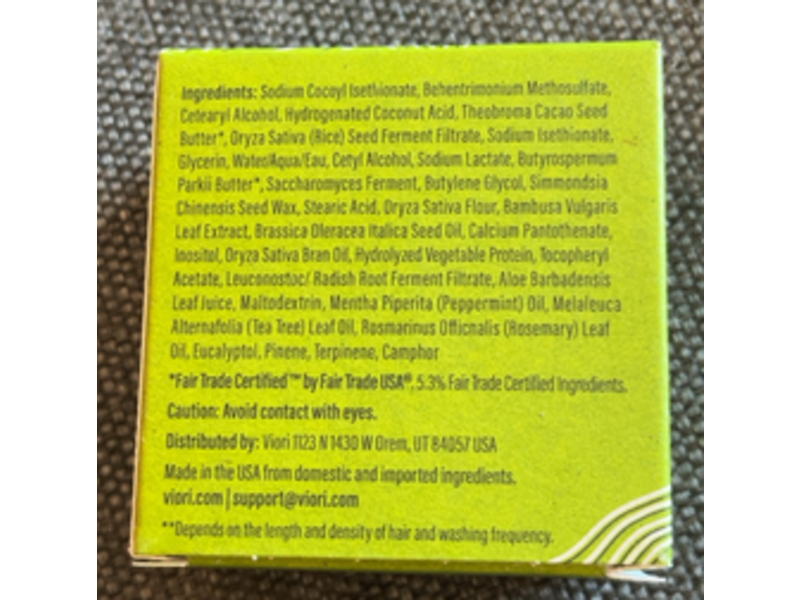 Ingredients: Sodium Cocoyl Isethionate, Behentrimonium Methosulfate,
Cetearyl Alcohol, Hydrogenated Coconut Acid, Theobroma Cacao Seed
Butter*, Oryza Sativa (Rice) Seed Ferment Filtrate, Sodium Isethionate,
Glycerin, Water/Aqua/Eau, Cetyl Alcohol, Sodium Lactate, Butyrospermum
Parkii Butter*, Saccharomyces Ferment, Butylene Glycol, Simmondsia
Chinensis Seed Wax, Stearic Acid, Oryza Sativa Flour, Bambusa Vulgaris
Leaf Extract, Brassica Oleracea Italica Seed Oil, Calcium Pantothenate,
Inositol, Oryza Sativa Bran Oil, Hydrolyzed Vegetable Protein, Tocopheryl
Acetate, Leuconostoc/ Radish Root Ferment Filtrate, Aloe Barbadensis
Leaf Juice, Maltodextrin, Mentha Piperita (Peppermint) Oil, Melaleuca
Alternafolia (Tea Tree) Leaf Oil, Rosmarinus Officnalis (Rosemary) Leaf
Oil, Eucalyptol, Pinene, Terpinene, Camphor
*Fair Trade Certified™ by Fair Trade USA®. 5.3% Fair Trade Certified Ingredients.
Caution: Avoid contact with eyes.
Distributed by: Viori 1123 N 1430 W Orem, UT 84057 USA
Made in the USA from domestic and imported ingredients.
viori.com | support@viori.com
**Depends on the length and density of hair and washing frequency.